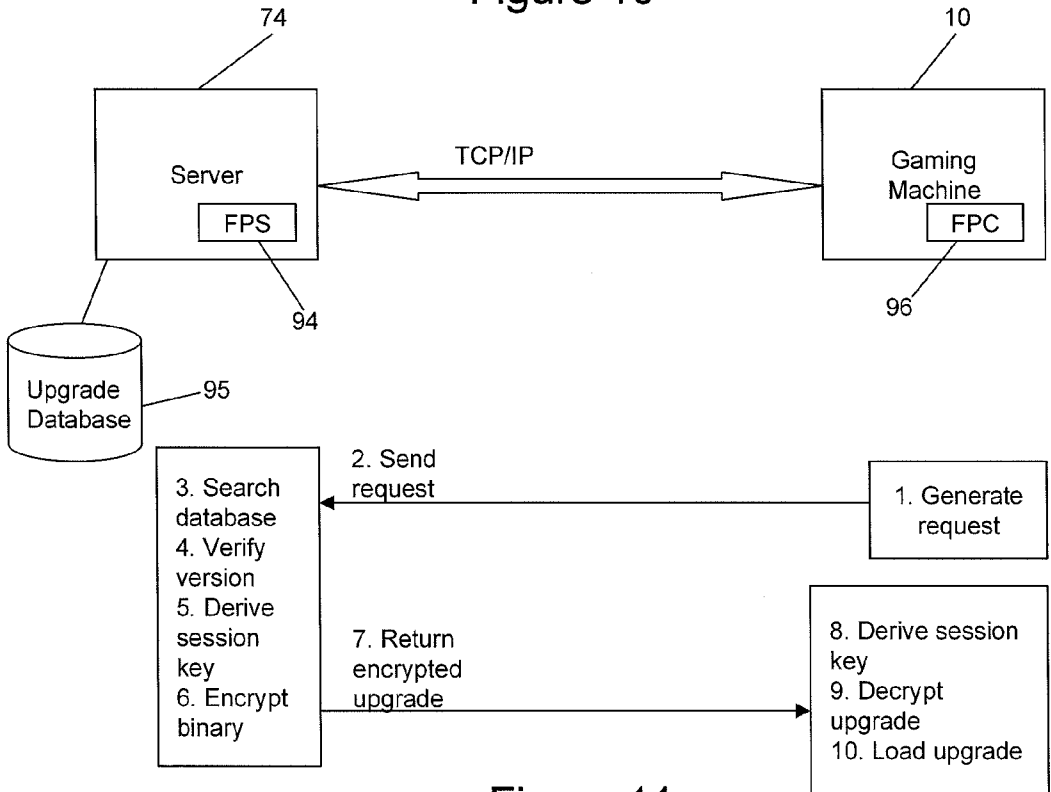 74
10
Server
FPS
TCP/IP
Gaming
Machine
FPC
94
96
Upgrade
Database
95
2. Send
request
1. Generate
request
3. Search
database
4. Verify
version
5. Derive
session
key
6. Encrypt
binary
7. Return
encrypted
upgrade
8. Derive session
key
9. Decrypt
upgrade
10. Load upgrade